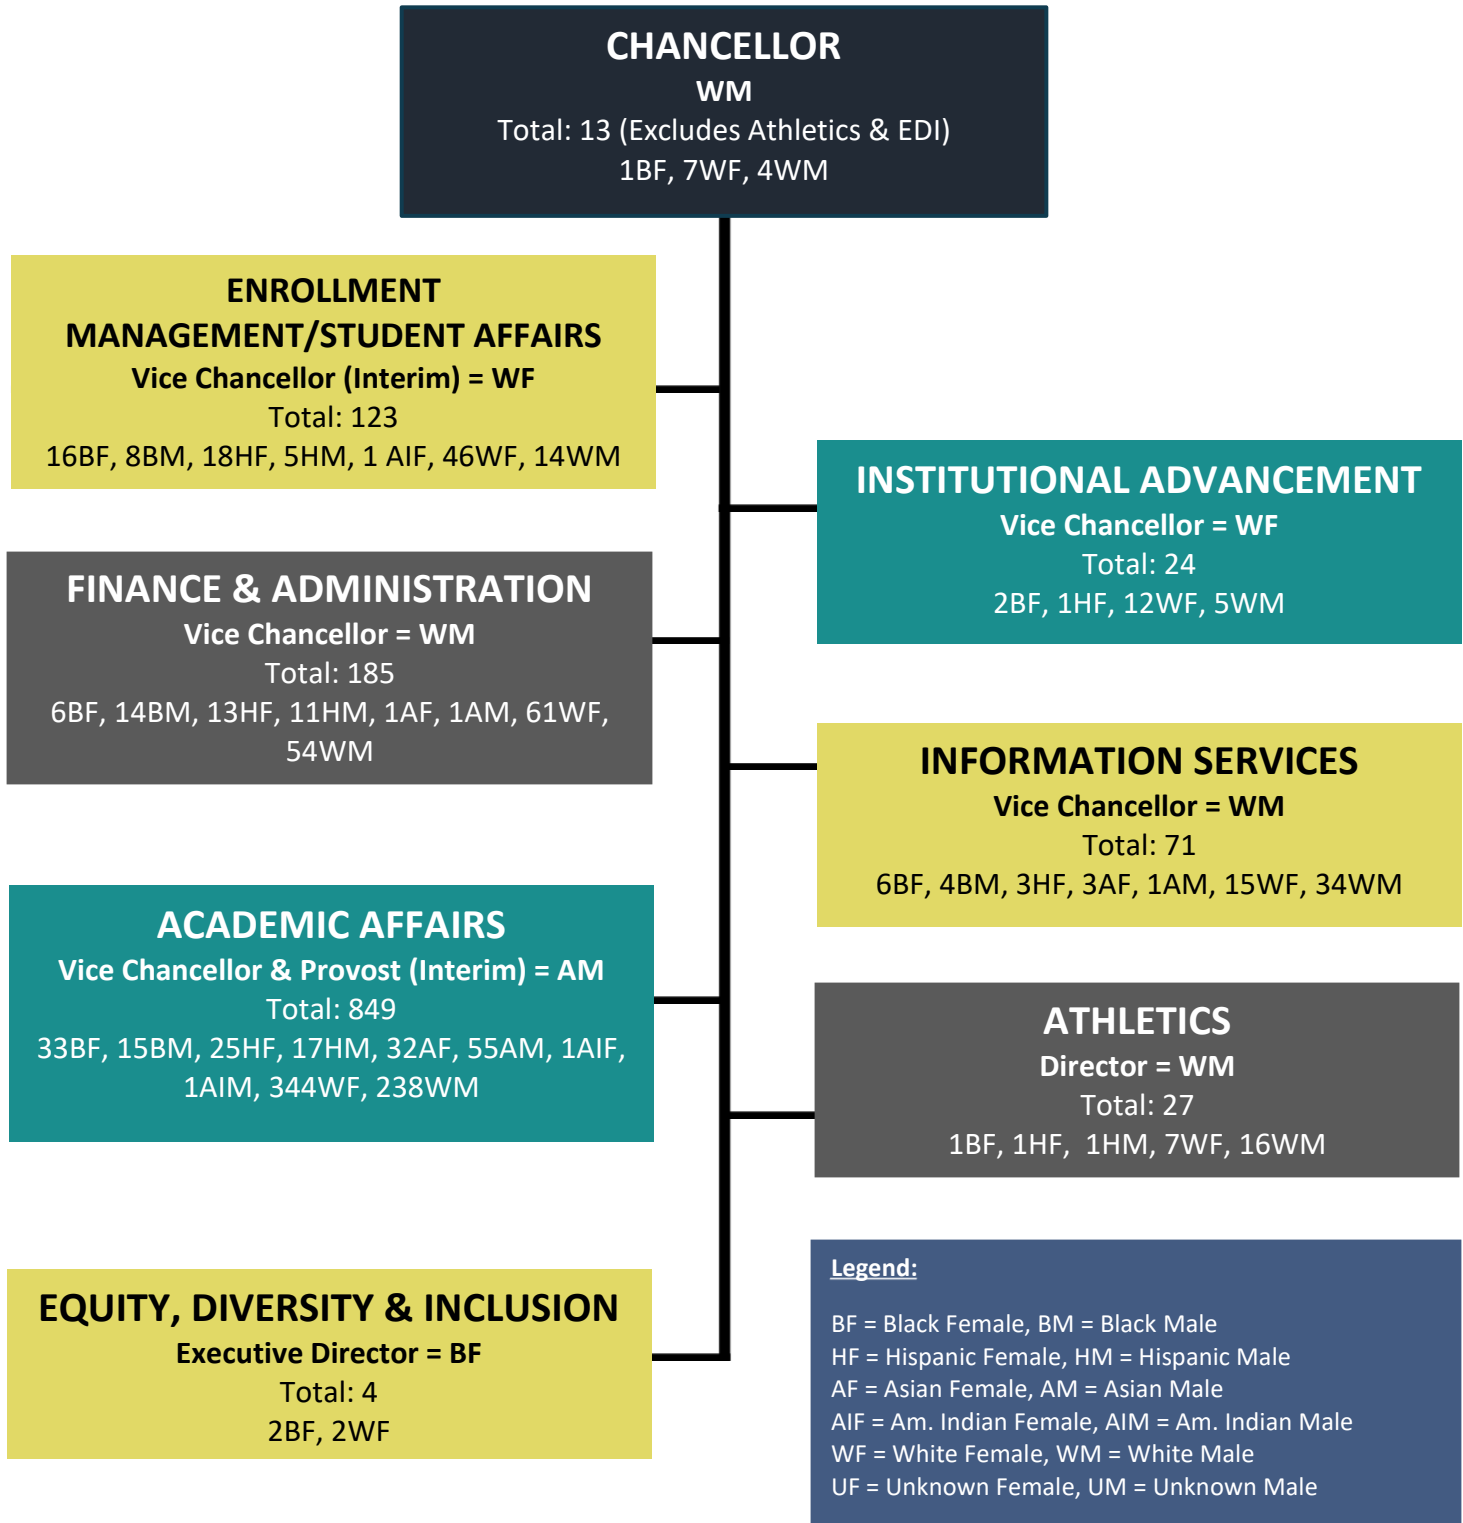 CHANCELLOR
WM
Total: 13 (Excludes Athletics & EDI)
1BF, 7WF, 4WM
ENROLLMENT
MANAGEMENT/STUDENT AFFAIRS
Vice Chancellor (Interim) = WF
Total: 123
16BF, 8BM, 18HF, 5HM, 1 AIF, 46WF, 14WM
INSTITUTIONAL ADVANCEMENT
Vice Chancellor = WF
Total: 24
2BF, 1HF, 12WF, 5WM
FINANCE & ADMINISTRATION
Vice Chancellor = WM
Total: 185
6BF, 14BM, 13HF, 11HM, 1AF, 1AM, 61WF,
54WM
INFORMATION SERVICES
Vice Chancellor = WM
Total: 71
6BF, 4BM, 3HF, 3AF, 1AM, 15WF, 34WM
ACADEMIC AFFAIRS
Vice Chancellor & Provost (Interim) = AM
Total: 849
33BF, 15BM, 25HF, 17HM, 32AF, 55AM, 1AIF,
1AIM, 344WF, 238WM
ATHLETICS
Director = WM
Total: 27
1BF, 1HF, 1HM, 7WF, 16WM
EQUITY, DIVERSITY & INCLUSION
Executive Director = BF
Total: 4
2BF, 2WF
Legend:
BF = Black Female, BM = Black Male
HF = Hispanic Female, HM = Hispanic Male
AF = Asian Female, AM = Asian Male
AIF = Am. Indian Female, AIM = Am. Indian Male
WF = White Female, WM = White Male
UF = Unknown Female, UM = Unknown Male